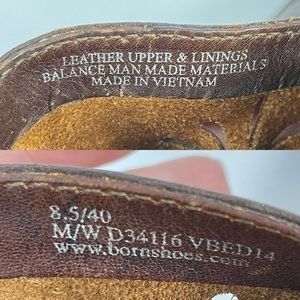 LEATHER UPPER & LININGS
BALANCE MAN MADE MATERIALS
MADE IN VIETNAM
8.5/40
M/W D34116 VBED14
www.bornshoes.com